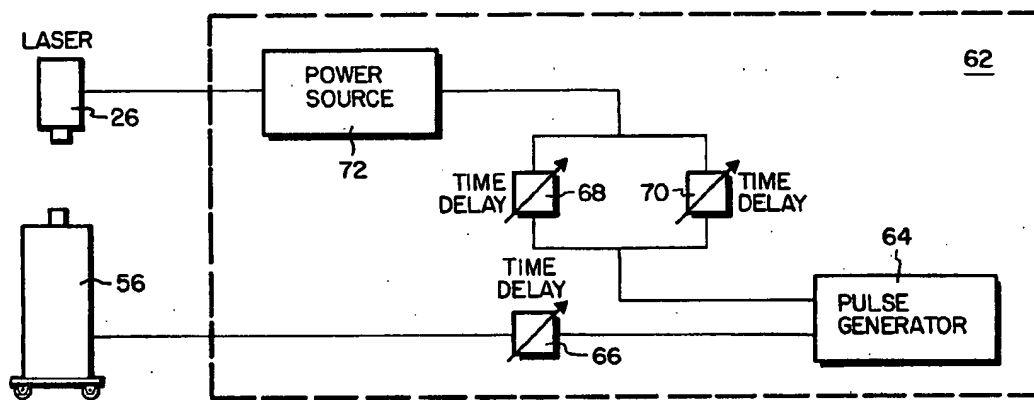 LASER
26
POWER
SOURCE
72
62
TIME
DELAY
68
70
TIME
DELAY
64
PULSE
GENERATOR
TIME
DELAY
66
56